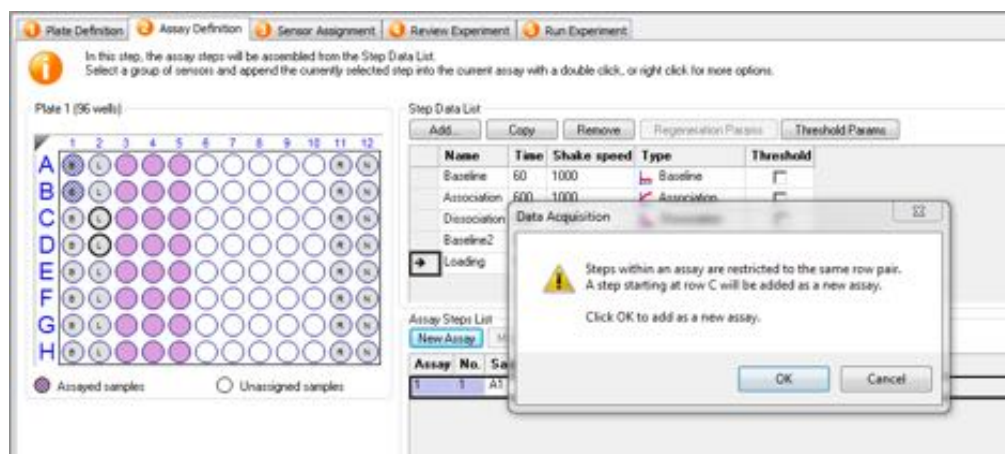 Plate Definition Assay Definition Sensor Assignment Review Experiment Run Experiment
In this step, the assay steps will be assembled from the Step Data List.
Select a group of sensors and append the currently selected step into the current assay with a double click, or right click for more options.
Plate 1 (96 wells)
1 2 3 4 5 6 7 8 9 10 11 12
A B L R N
B B L R N
C B L R N
D B L R N
E B L R N
F B L R N
G B L R N
H B L R N
Assayed samples Unassigned samples
Step Data List
Add... Copy Remove Regeneration Params Threshold Params
Name Time Shake speed Type Threshold
Baseline 60 1000 Baseline
Association 600 1000 Association
Dissociation
Baseline2
Loading
Data Acquisition
Steps within an assay are restricted to the same row pair.
A step starting at row C will be added as a new assay.
Click OK to add as a new assay.
OK Cancel
Assay Steps List
New Assay
Assay No. Sa
1 1 A1